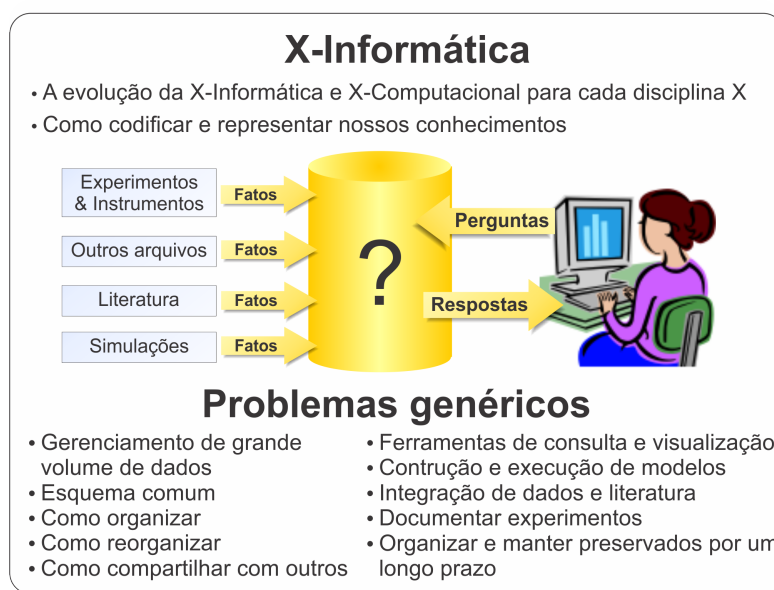 X-Informática
• A evolução da X-Informática e X-Computacional para cada disciplina X
• Como codificar e representar nossos conhecimentos
Experimentos
& Instrumentos
Fatos
Outros arquivos
Fatos
Literatura
Fatos
Simulações
Fatos
?
Perguntas
Respostas
Problemas genéricos
• Gerenciamento de grande
volume de dados
• Esquema comum
• Como organizar
• Como reorganizar
• Como compartilhar com outros
• Ferramentas de consulta e visualização
• Contrução e execução de modelos
• Integração de dados e literatura
• Documentar experimentos
• Organizar e manter preservados por um
longo prazo